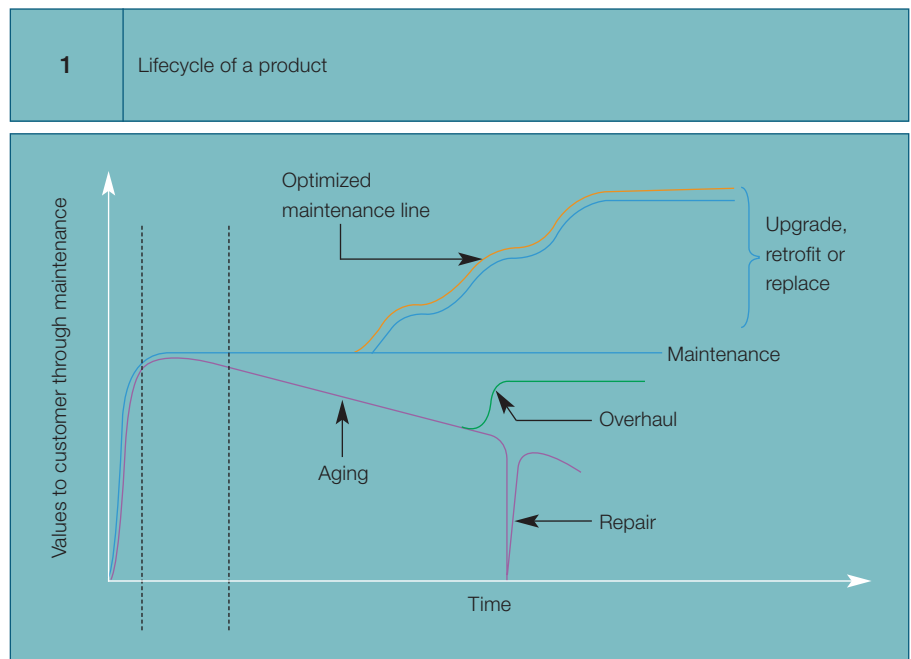 1
Lifecycle of a product
Values to customer through maintenance
Optimized
maintenance line
Upgrade,
retrofit or
replace
Maintenance
Overhaul
Aging
Repair
Time